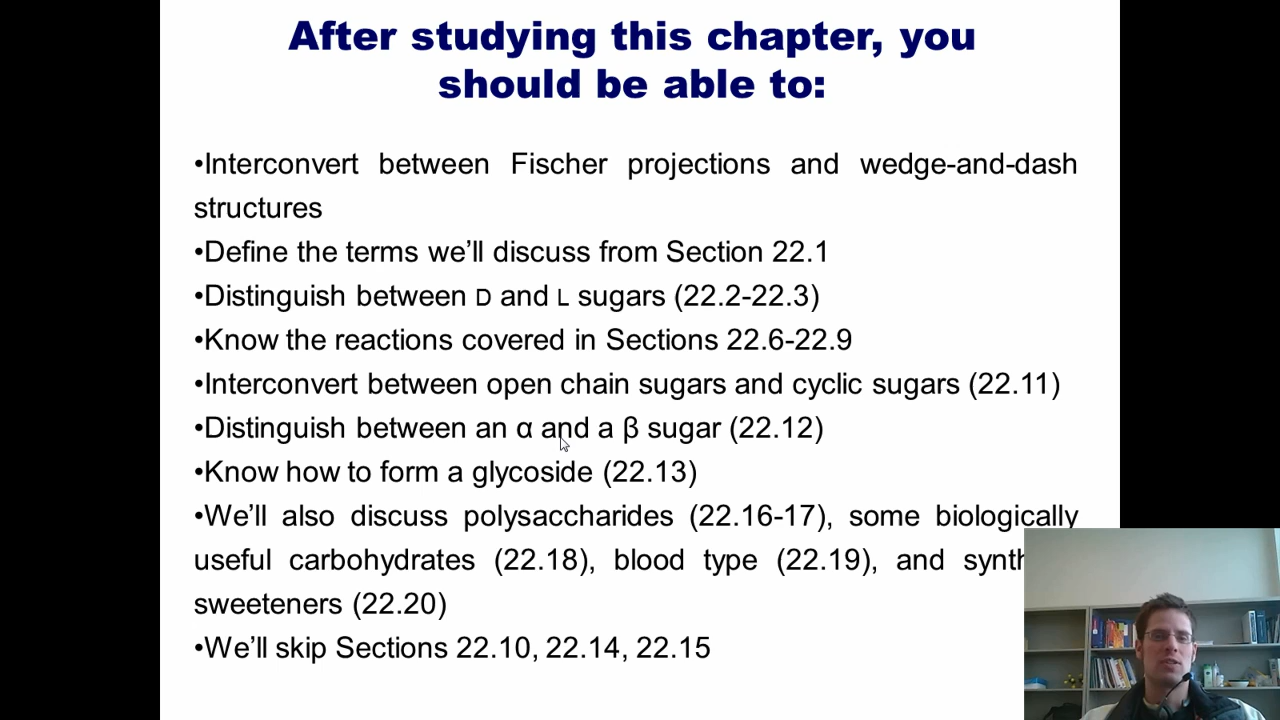 After studying this chapter, you
should be able to:
•Interconvert between Fischer projections and wedge-and-dash
structures
•Define the terms we’ll discuss from Section 22.1
•Distinguish between D and L sugars (22.2-22.3)
•Know the reactions covered in Sections 22.6-22.9
•Interconvert between open chain sugars and cyclic sugars (22.11)
•Distinguish between an α and a β sugar (22.12)
•Know how to form a glycoside (22.13)
•We’ll also discuss polysaccharides (22.16-17), some biologically
useful carbohydrates (22.18), blood type (22.19), and
sweeteners (22.20)
•We’ll skip Sections 22.10, 22.14, 22.15